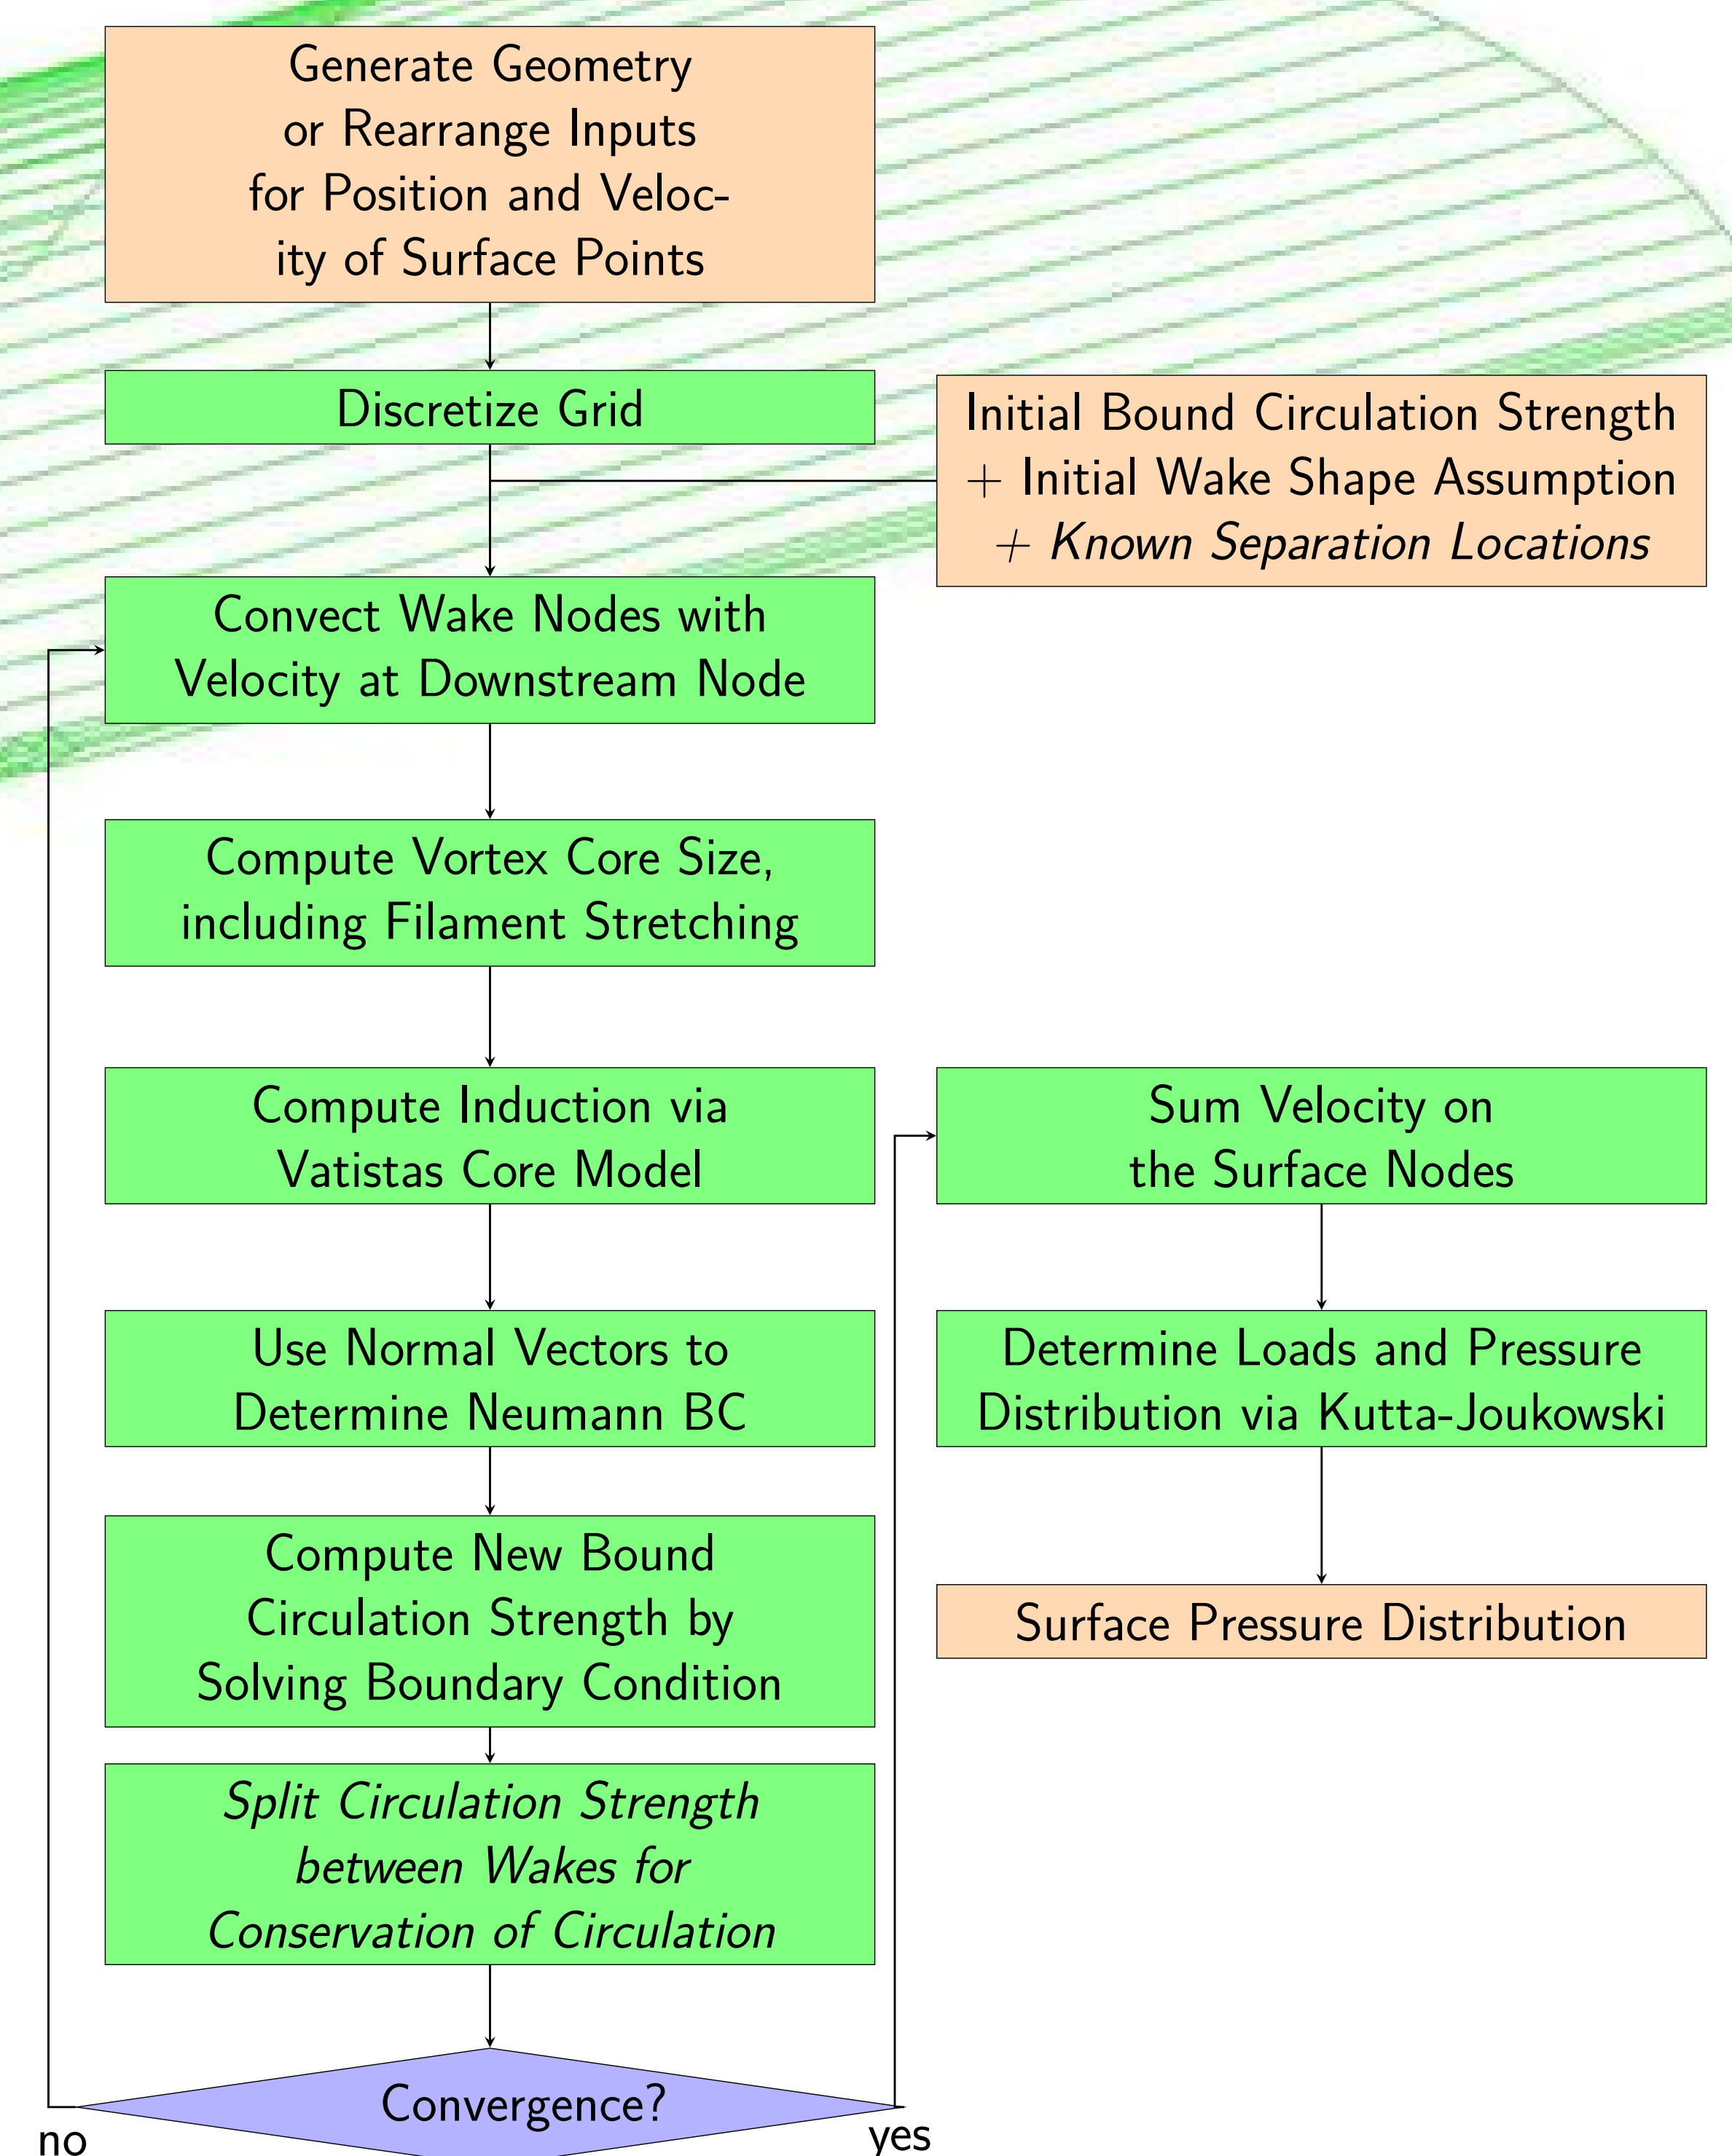 Generate Geometry
or Rearrange Inputs
for Position and Veloc-
ity of Surface Points
Discretize Grid
Initial Bound Circulation Strength
+ Initial Wake Shape Assumption
+ Known Separation Locations
Convect Wake Nodes with
Velocity at Downstream Node
Compute Vortex Core Size,
including Filament Stretching
Compute Induction via
Vatistas Core Model
Use Normal Vectors to
Determine Neumann BC
Compute New Bound
Circulation Strength by
Solving Boundary Condition
Split Circulation Strength
between Wakes for
Conservation of Circulation
Convergence?
no
yes
Sum Velocity on
the Surface Nodes
Determine Loads and Pressure
Distribution via Kutta-Joukowski
Surface Pressure Distribution